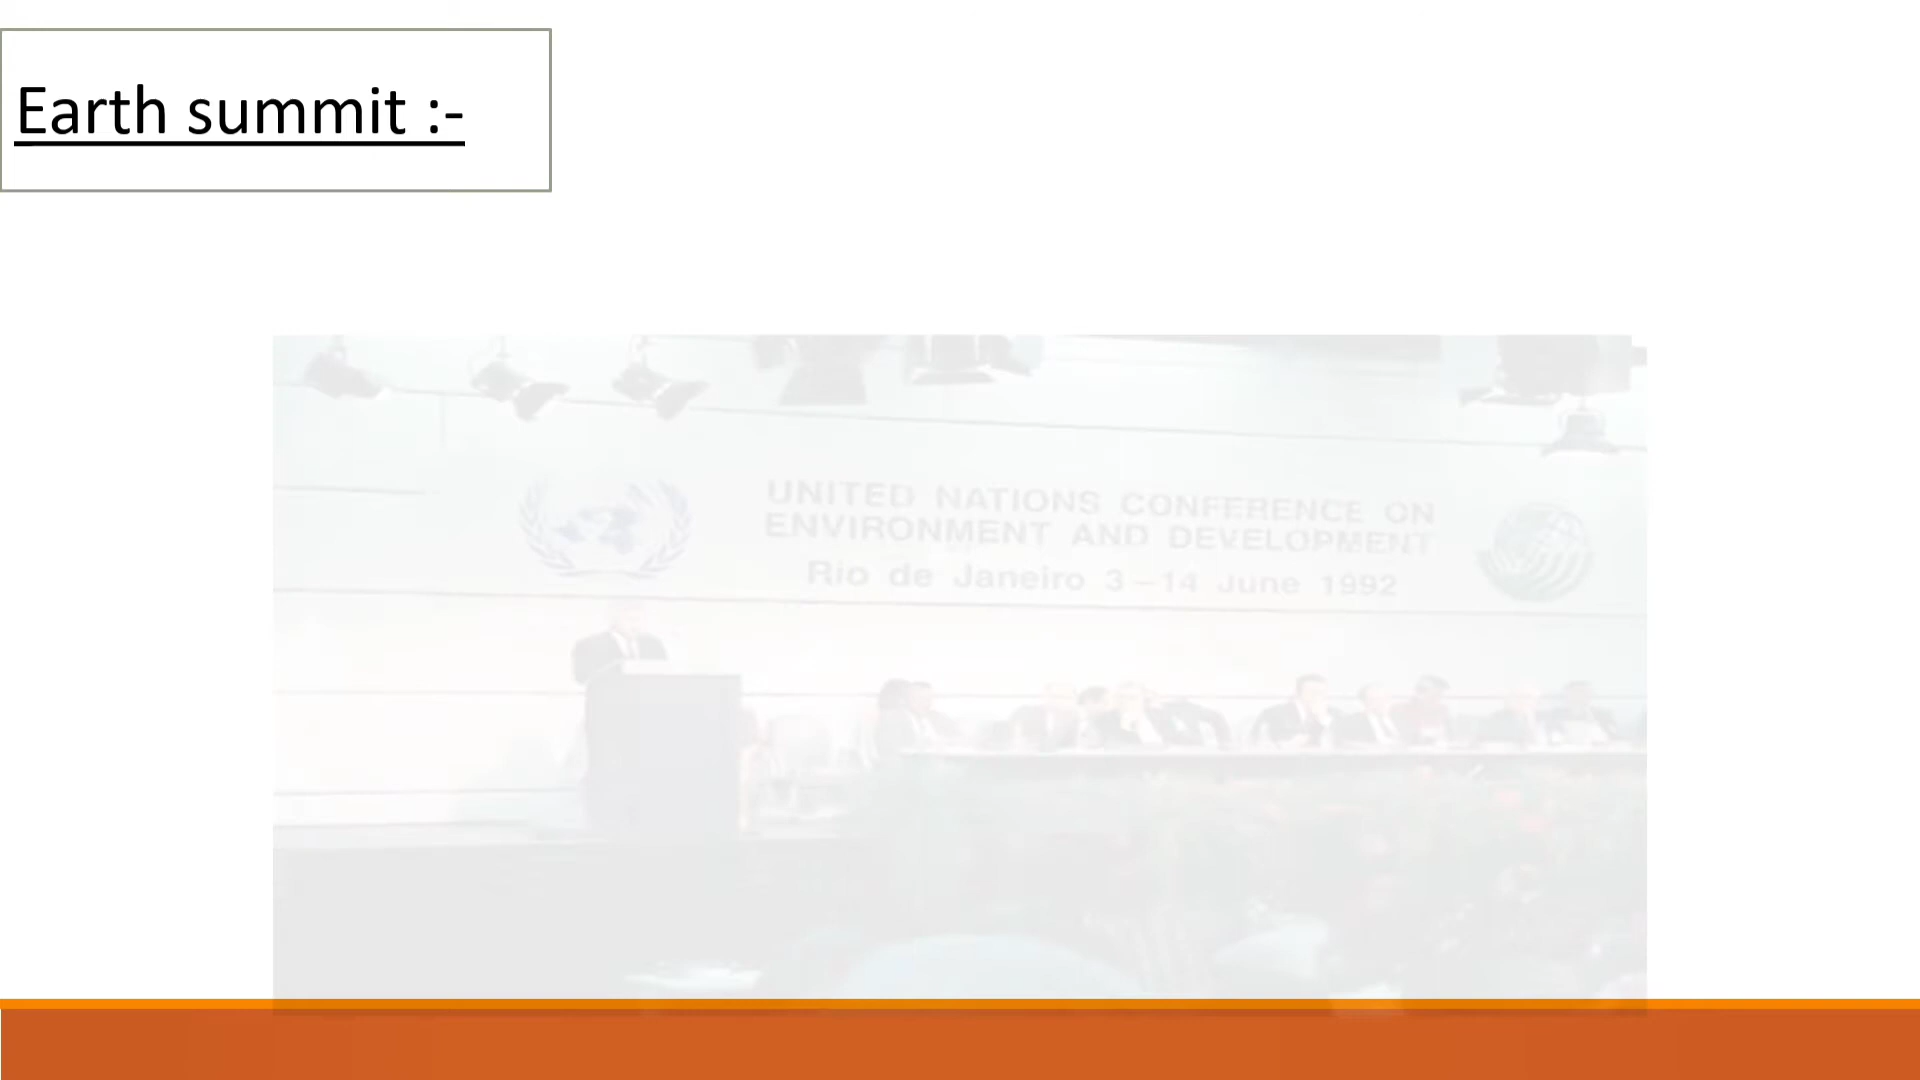 Earth summit :-
UNITED NATIONS CONFERENCE ON
ENVIRONMENT AND DEVELOPMENT
Rio de Janeiro 3-14 June 1992